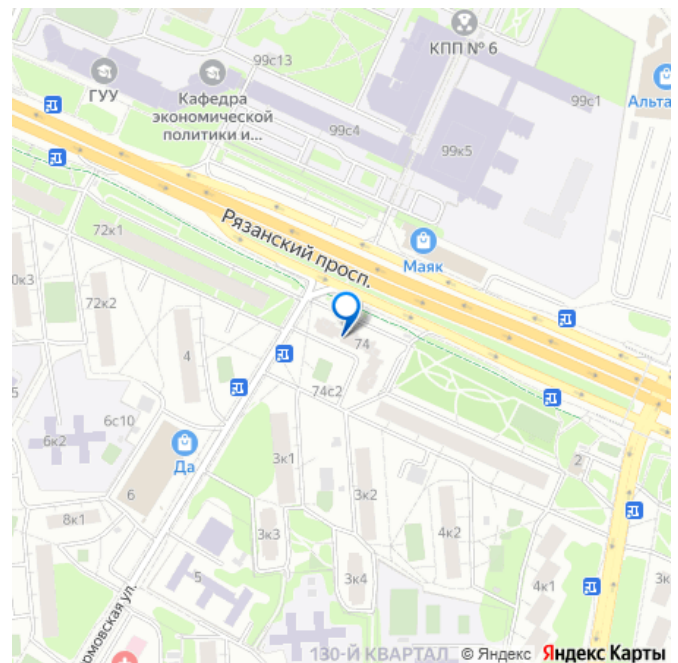 КПП № 6
99с13
99с1
ГУУ
Кафедра
экономической
политики и...
Альта
99с4
99к5
72к1
Рязанский просп.
Маяк
0к3
72к2
4
74
74с2
5
6с10
6к2
Да
3к1
2
6
3к2
8к1
3к3
4к2
5
3к4
4к1
3к
рмовская ул.
130-Й КВАРТАЛ
© Яндекс Яндекс Карты